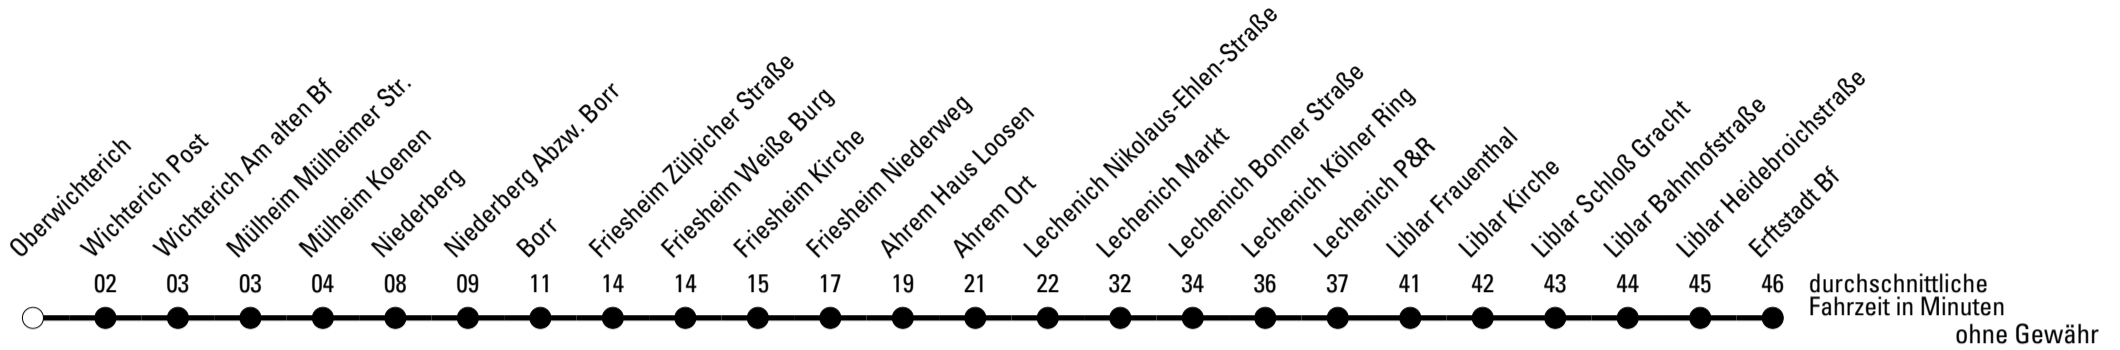 Oberwichterich
Wichterich Post
Wichterich Am alten Bf
Mülheim Mülheimer Str.
Mülheim Koenen
Niederberg
Niederberg Abzw. Borr
Borr
Friesheim Zülpicher Straße
Friesheim Weiße Burg
Friesheim Kirche
Friesheim Niederweg
Ahrem Haus Loosen
Ahrem Ort
Lechenich Nikolaus-Ehlen-Straße
Lechenich Markt
Lechenich Bonner Straße
Lechenich Kölner Ring
Lechenich P&R
Liblar Frauenthal
Liblar Kirche
Liblar Schloß Gracht
Liblar Bahnhofstraße
Liblar Heidebroichstraße
Erftstadt Bf
02 03 03 04 08 09 11 14 14 15 17 19 21 22 32 34 36 37 41 42 43 44 45 46 durchschnittliche
Fahrzeit in Minuten
ohne Gewähr